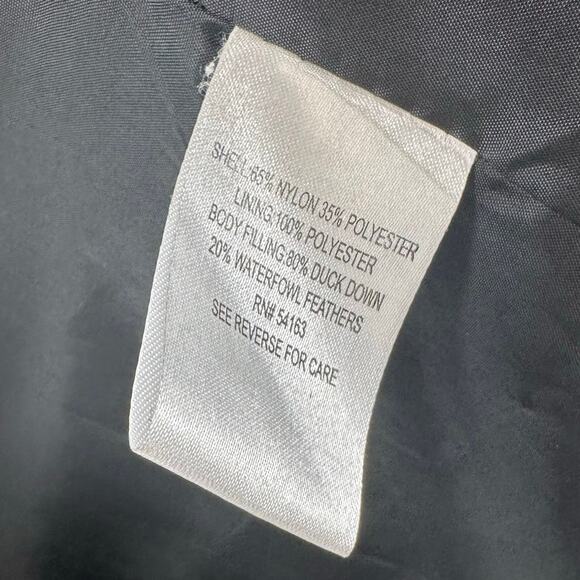 SHELL:65% NYLON 35% POLYESTER
LINING:100% POLYESTER
BODY FILLING:80% DUCK DOWN
20% WATERFOWL FEATHERS
RN# 54163
SEE REVERSE FOR CARE